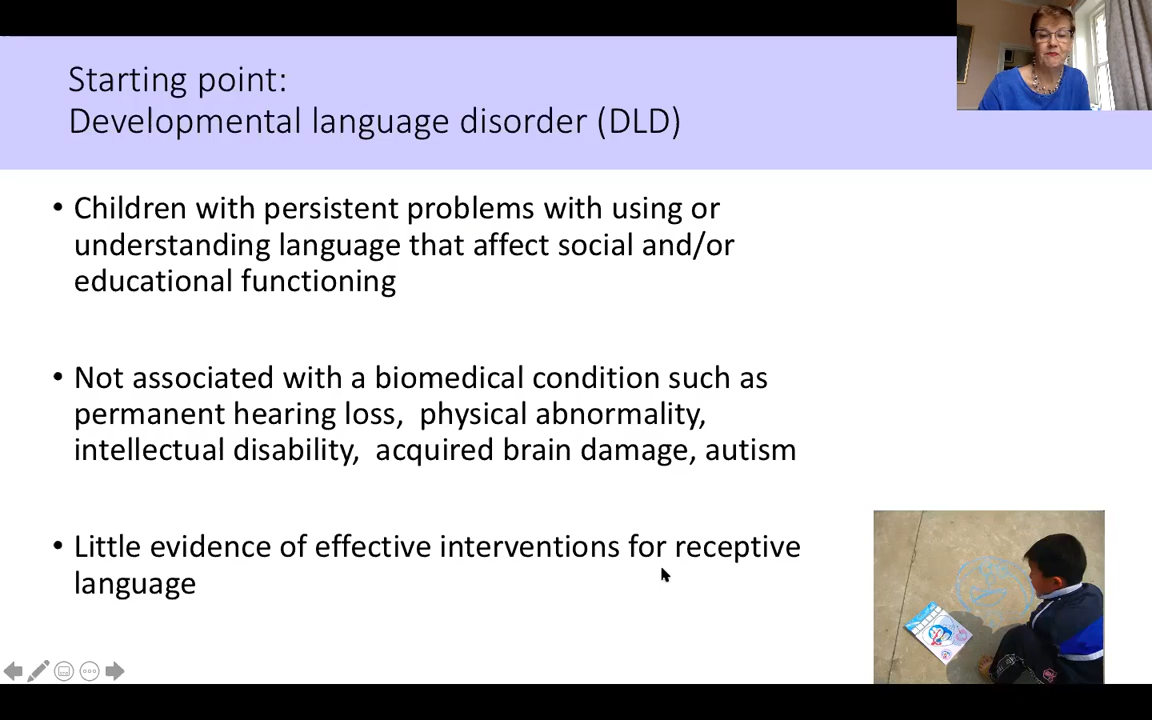 Starting point:
Developmental language disorder (DLD)
• Children with persistent problems with using or
understanding language that affect social and/or
educational functioning
• Not associated with a biomedical condition such as
permanent hearing loss,  physical abnormality,
intellectual disability,  acquired brain damage, autism
• Little evidence of effective interventions for receptive
language